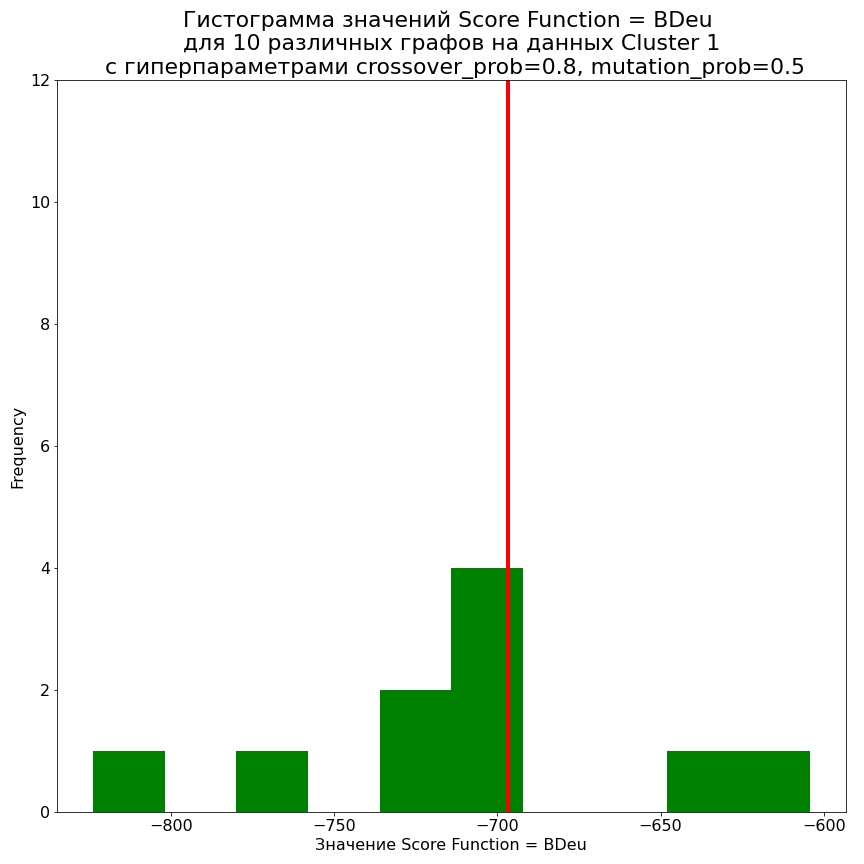 Гистограмма значений Score Function = BDeu
для 10 различных графов на данных Cluster 1
с гиперпараметрами crossover_prob=0.8, mutation_prob=0.5
12
10
8
6
4
2
0
Frequency
−800
−750
−700
−650
−600
Значение Score Function = BDeu